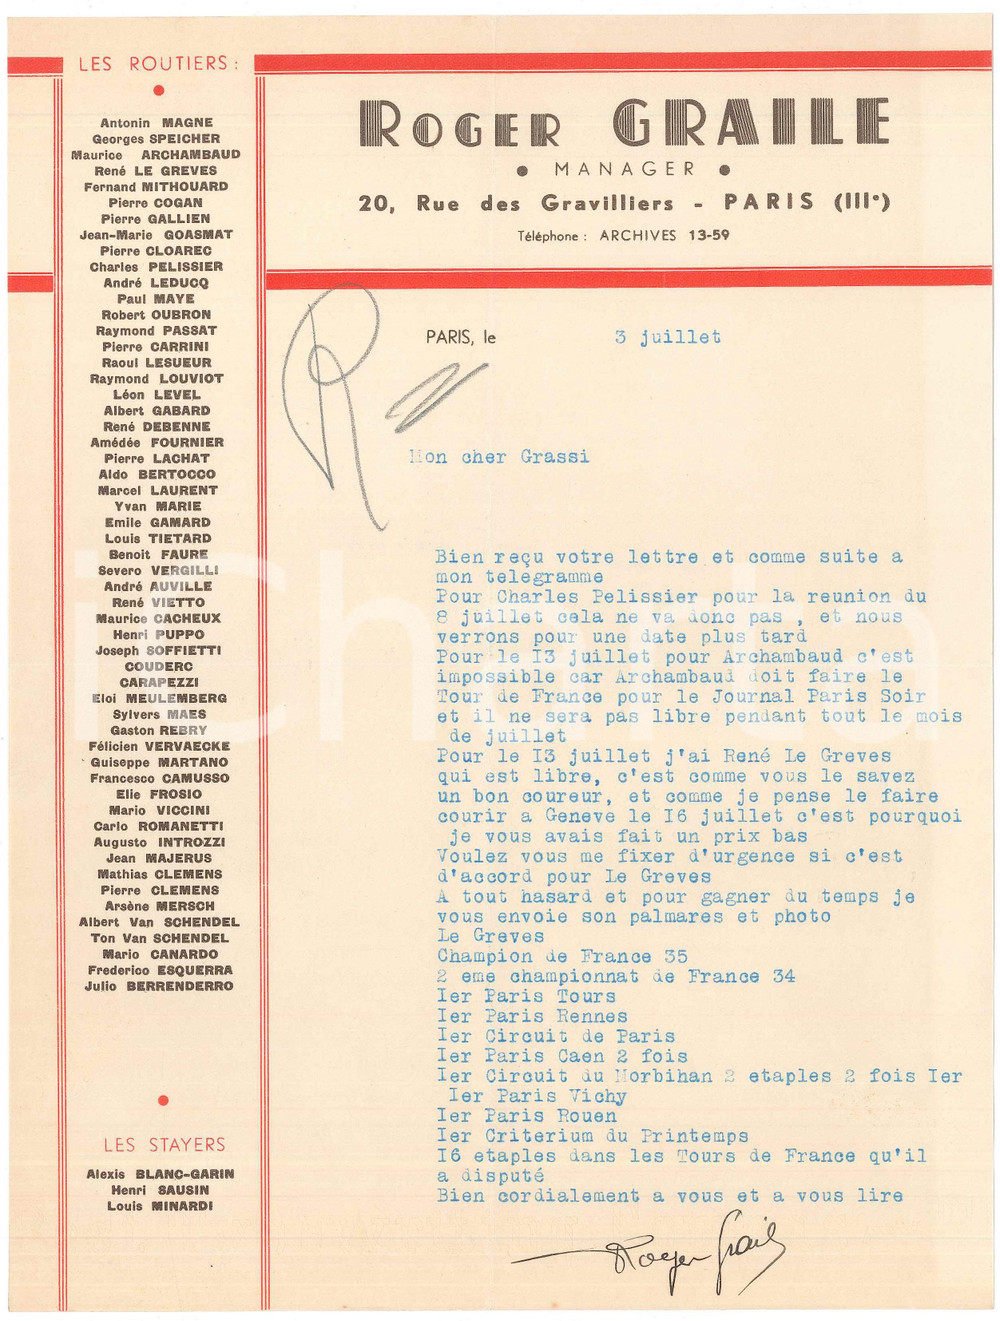 LES ROUTIERS :
Antonin MAGNE
Georges SPEICHER
Maurice ARCHAMBAUD
René LE GREVES
Fernand MITHOUARD
Pierre COGAN
Pierre GALLIEN
Jean-Marie GOASMAT
Pierre CLOAREC
Charles PELISSIER
André LEDUCQ
Paul MAYE
Robert OUBRON
Raymond PASSAT
Pierre CARRINI
Raoul LESUEUR
Raymond LOUVIOT
Léon LEVEL
Albert GABARD
René DEBENNE
Amédée FOURNIER
Pierre LACHAT
Aldo BERTOCCO
Marcel LAURENT
Yvan MARIE
Emile GAMARD
Louis TIETARD
Benoit FAURE
Severo VERGILLI
André AUVILLE
René VIETTO
Maurice CACHEUX
Henri PUPPO
Joseph SOFFIETTI
COUDERC
CARAPEZZI
Eloi MEULEMBERG
Sylvers MAES
Gaston REBRY
Félicien VERVAECKE
Guiseppe MARTANO
Francesco CAMUSSO
Elie FROSIO
Mario VICCINI
Carlo ROMANETTI
Augusto INTROZZI
Jean MAJERUS
Mathias CLEMENS
Pierre CLEMENS
Arsène MERSCH
Albert Van SCHENDEL
Ton Van SCHENDEL
Mario CANARDO
Frederico ESQUERRA
Julio BERRENDERRO
LES STAYERS
Alexis BLANC-GARIN
Henri SAUSIN
Louis MINARDI
ROGER GRAILE
● MANAGER ●
20, Rue des Gravilliers - PARIS (IIIe)
Téléphone : ARCHIVES 13-59
PARIS, le 3 juillet
R
Mon cher Grassi
Bien reçu votre lettre et comme suite a
mon telegramme
Pour Charles Pelissier pour la reunion du
8 juillet cela ne va donc pas , et nous
verrons pour une date plus tard
Pour le I3 juillet pour Archambaud c'est
impossible car Archambaud doit faire le
Tour de France pour le Journal Paris Soir
et il ne sera pas libre pendant tout le mois
de juillet
Pour le I3 juillet j'ai René Le Greves
qui est libre, c'est comme vous le savez
un bon coureur, et comme je pense le faire
courir a Geneve le I6 juillet c'est pourquoi
je vous avais fait un prix bas
Voulez vous me fixer d'urgence si c'est
d'accord pour Le Greves
A tout hasard et pour gagner du temps je
vous envoie son palmares et photo
Le Greves
Champion de France 35
2 eme championnat de France 34
Ier Paris Tours
Ier Paris Rennes
Ier Circuit de Paris
Ier Paris Caen 2 fois
Ier Circuit du Morbihan 2 etaples 2 fois Ier
Ier Paris Vichy
Ier Paris Rouen
Ier Criterium du Printemps
I6 etaples dans les Tours de France qu'il
a disputé
Bien cordialement a vous et a vous lire
Roger Graile
iCharta